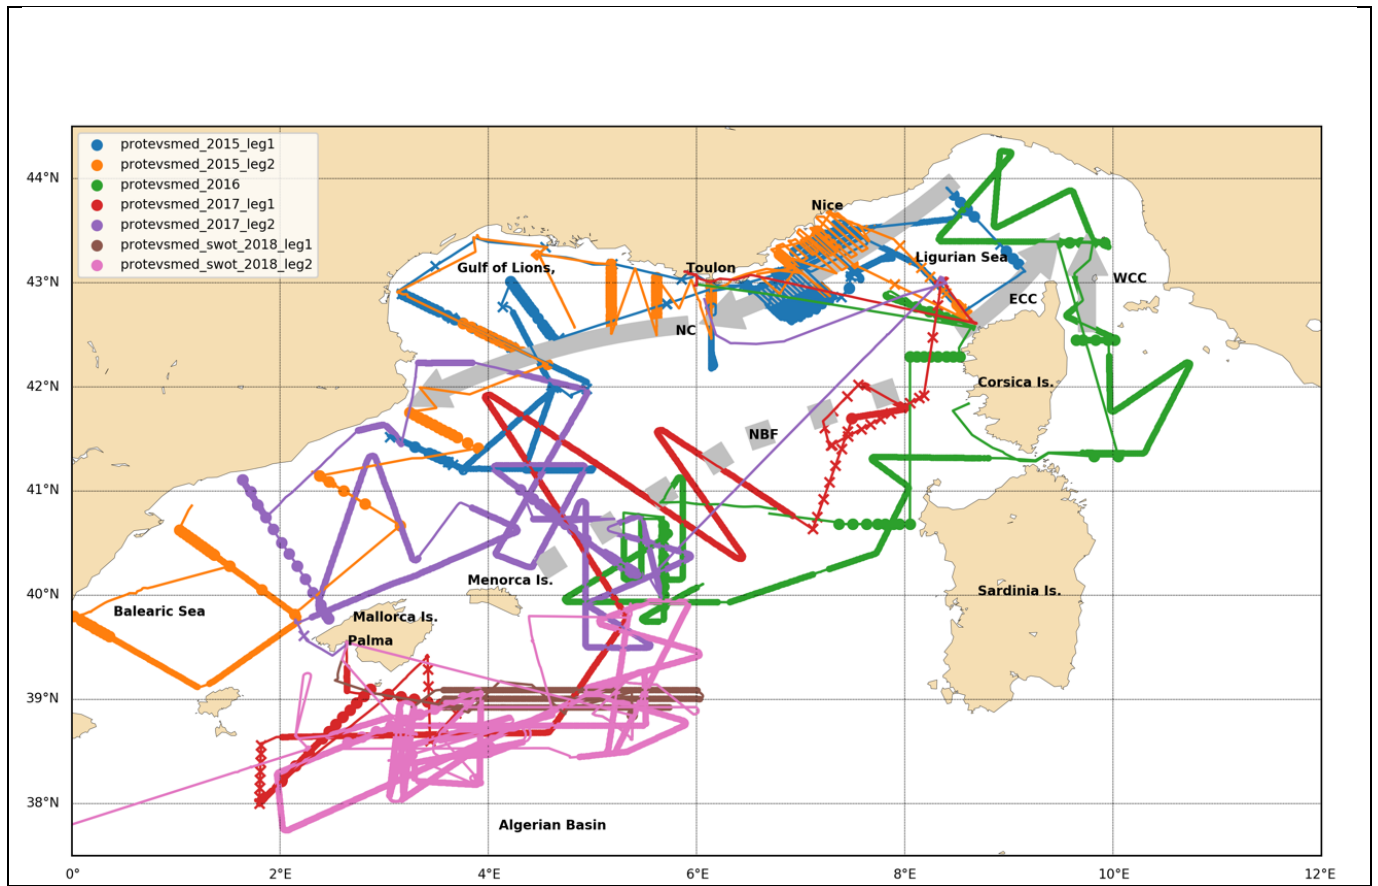 protevsmed_2015_leg1
protevsmed_2015_leg2
protevsmed_2016
protevsmed_2017_leg1
protevsmed_2017_leg2
protevsmed_swot_2018_leg1
protevsmed_swot_2018_leg2
44°N
43°N
42°N
41°N
40°N
39°N
38°N
Nice
Gulf of Lions,
Toulon
Ligurian Sea
WCC
ECC
NC
Corsica Is.
NBF
Menorca Is.
Sardinia Is.
Balearic Sea
Mallorca Is.
Palma
Algerian Basin
0°
2°E
4°E
6°E
8°E
10°E
12°E